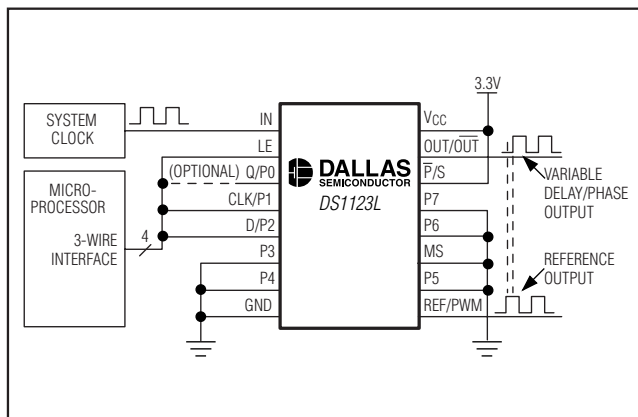 3.3V
SYSTEM
CLOCK
IN
VCC
LE
OUT/O̅U̅T̅
(OPTIONAL)
Q/P0
DALLAS
SEMICONDUCTOR
DS1123L
P̅/S
VARIABLE
DELAY/PHASE
OUTPUT
MICRO-
PROCESSOR
3-WIRE
INTERFACE
4
CLK/P1
P7
D/P2
P6
P3
MS
P4
P5
GND
REF/PWM
REFERENCE
OUTPUT